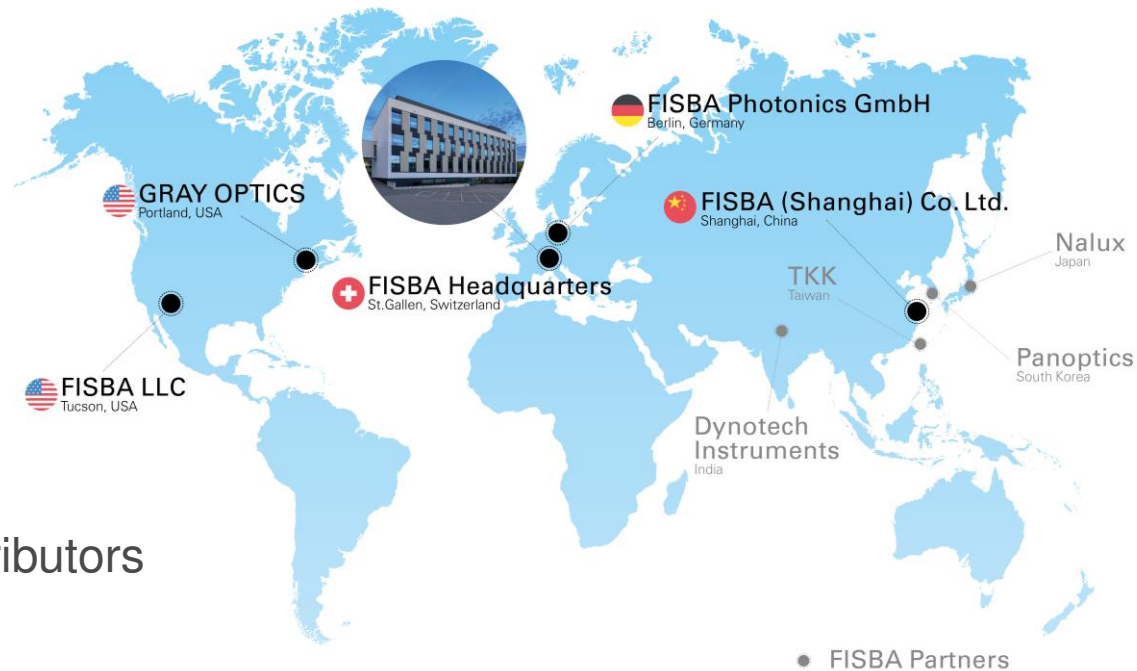 FISBA Photonics GmbH
Berlin, Germany
GRAY OPTICS
Portland, USA
FISBA (Shanghai) Co. Ltd.
Shanghai, China
Nalux
Japan
TKK
Taiwan
FISBA Headquarters
St.Gallen, Switzerland
Panoptics
South Korea
FISBA LLC
Tucson, USA
Dynotech
Instruments
India
ributors
FISBA Partners